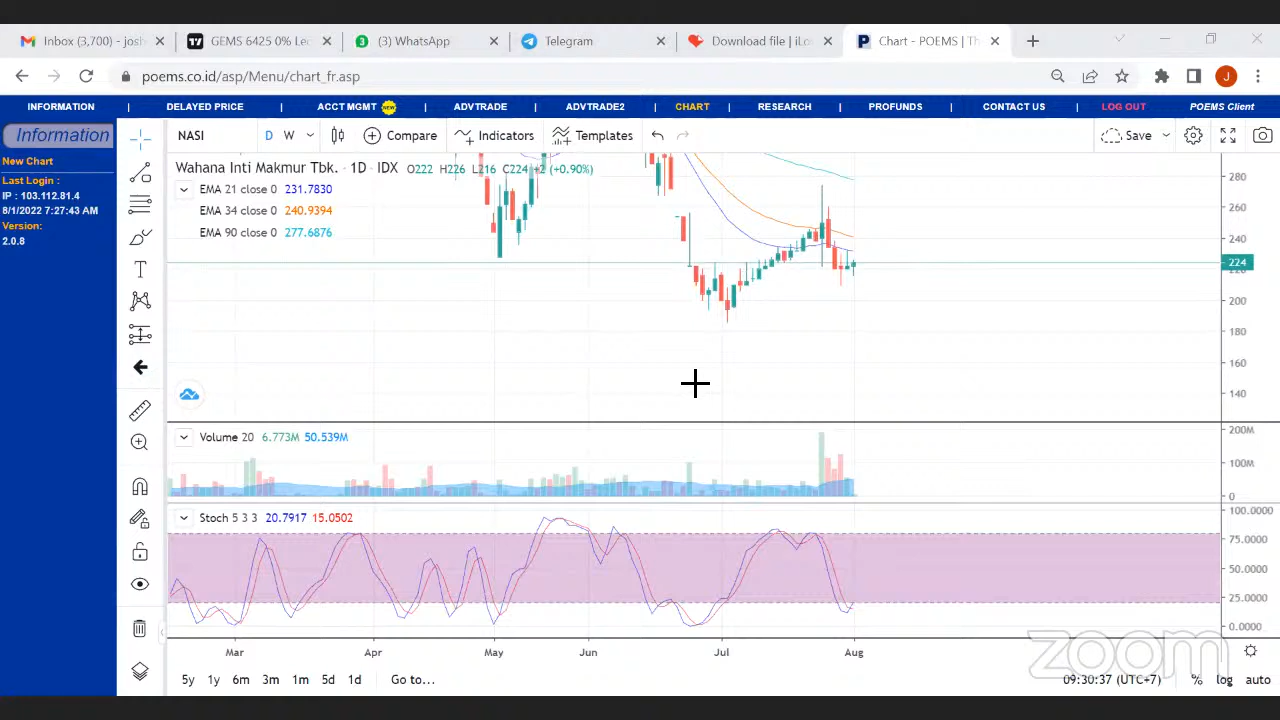 Inbox (3,700) - josh
GEMS 6425 0% Lec
(3) WhatsApp
Telegram
Download file | iLo
Chart - POEMS | Th
poems.co.id/asp/Menu/chart_fr.asp
INFORMATION | DELAYED PRICE | ACCT MGMT NEW | ADVTRADE | ADVTRADE2 | CHART | RESEARCH | PROFUNDS | CONTACT US | LOG OUT POEMS Client
Information
New Chart
Last Login :
IP : 103.112.81.4
8/1/2022 7:27:43 AM
Version:
2.0.8
NASI D W Compare Indicators Templates Save
Wahana Inti Makmur Tbk. · 1D · IDX O222 H226 L216 C224 +2 (+0.90%)
EMA 21 close 0 231.7830
EMA 34 close 0 240.9394
EMA 90 close 0 277.6876
280
260
240
224
220
200
180
160
140
Volume 20 6.773M 50.539M
200M
100M
0
Stoch 5 3 3 20.7917 15.0502
100.0000
75.0000
50.0000
25.0000
0.0000
Mar Apr May Jun Jul Aug
zoom
5y 1y 6m 3m 1m 5d 1d Go to... 09:30:37 (UTC+7) % log auto